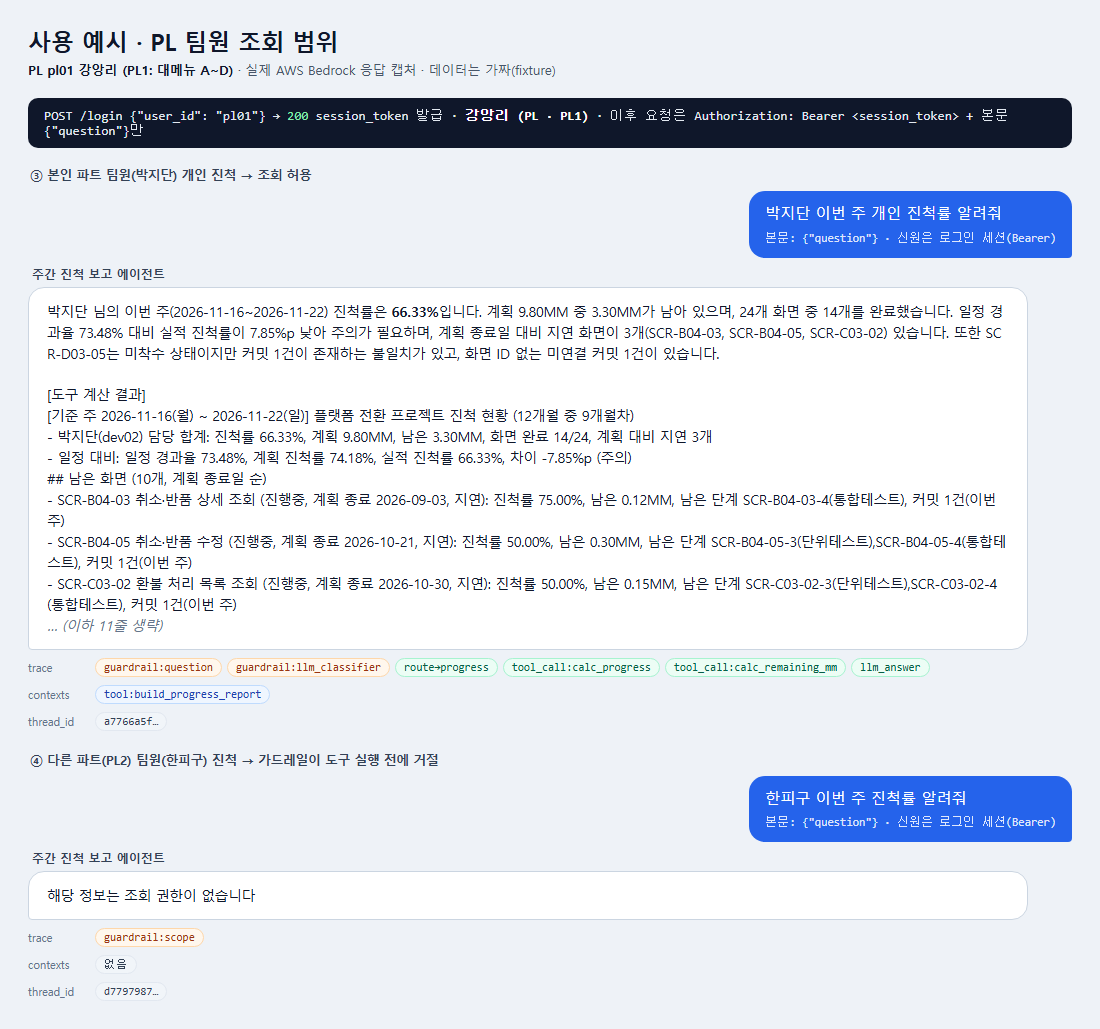 사용 예시 · PL 팀원 조회 범위
PL pl01 강앙리 (PL1: 대메뉴 A~D) · 실제 AWS Bedrock 응답 캡처 · 데이터는 가짜(fixture)
POST /login {"user_id": "pl01"} → 200 session_token 발급 · 강앙리 (PL · PL1) · 이후 요청은 Authorization: Bearer <session_token> + 본문
{"question"}만
③ 본인 파트 팀원(박지단) 개인 진척 → 조회 허용
박지단 이번 주 개인 진척률 알려줘
본문: {"question"} · 신원은 로그인 세션(Bearer)
주간 진척 보고 에이전트
박지단 님의 이번 주(2026-11-16~2026-11-22) 진척률은 66.33%입니다. 계획 9.80MM 중 3.30MM가 남아 있으며, 24개 화면 중 14개를 완료했습니다. 일정 경
과율 73.48% 대비 실적 진척률이 7.85%p 낮아 주의가 필요하며, 계획 종료일 대비 지연 화면이 3개(SCR-B04-03, SCR-B04-05, SCR-C03-02) 있습니다. 또한 SC
R-D03-05는 미착수 상태이지만 커밋 1건이 존재하는 불일치가 있고, 화면 ID 없는 미연결 커밋 1건이 있습니다.
[도구 계산 결과]
[기준 주 2026-11-16(월) ~ 2026-11-22(일)] 플랫폼 전환 프로젝트 진척 현황 (12개월 중 9개월차)
- 박지단(dev02) 담당 합계: 진척률 66.33%, 계획 9.80MM, 남은 3.30MM, 화면 완료 14/24, 계획 대비 지연 3개
- 일정 대비: 일정 경과율 73.48%, 계획 진척률 74.18%, 실적 진척률 66.33%, 차이 -7.85%p (주의)
## 남은 화면 (10개, 계획 종료일 순)
- SCR-B04-03 취소·반품 상세 조회 (진행중, 계획 종료 2026-09-03, 지연): 진척률 75.00%, 남은 0.12MM, 남은 단계 SCR-B04-03-4(통합테스트), 커밋 1건(이번
주)
- SCR-B04-05 취소·반품 수정 (진행중, 계획 종료 2026-10-21, 지연): 진척률 50.00%, 남은 0.30MM, 남은 단계 SCR-B04-05-3(단위테스트),SCR-B04-05-4(통합테
스트), 커밋 1건(이번 주)
- SCR-C03-02 환불 처리 목록 조회 (진행중, 계획 종료 2026-10-30, 지연): 진척률 50.00%, 남은 0.15MM, 남은 단계 SCR-C03-02-3(단위테스트),SCR-C03-02-4
(통합테스트), 커밋 1건(이번 주)
... (이하 11줄 생략)
trace guardrail:question guardrail:llm_classifier route→progress tool_call:calc_progress tool_call:calc_remaining_mm llm_answer
contexts tool:build_progress_report
thread_id a7766a5f…
④ 다른 파트(PL2) 팀원(한피구) 진척 → 가드레일이 도구 실행 전에 거절
한피구 이번 주 진척률 알려줘
본문: {"question"} · 신원은 로그인 세션(Bearer)
주간 진척 보고 에이전트
해당 정보는 조회 권한이 없습니다
trace guardrail:scope
contexts 없음
thread_id d7797987…